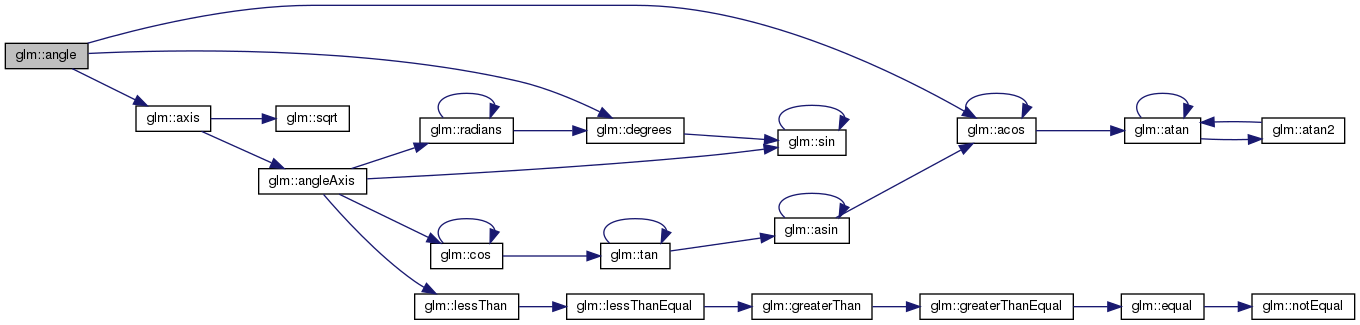 glm::angle
glm::axis
glm::sqrt
glm::angleAxis
glm::radians
glm::degrees
glm::sin
glm::acos
glm::atan
glm::atan2
glm::cos
glm::tan
glm::asin
glm::lessThan
glm::lessThanEqual
glm::greaterThan
glm::greaterThanEqual
glm::equal
glm::notEqual